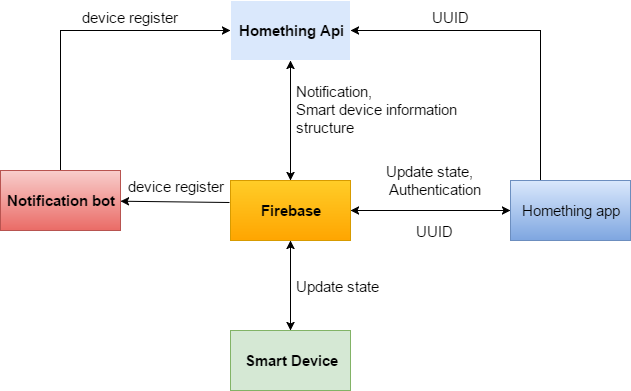 device register
UUID
Homething Api
Notification,
Smart device information
structure
Update state,
Authentication
device register
Notification bot
Firebase
Homething app
UUID
Update state
Smart Device